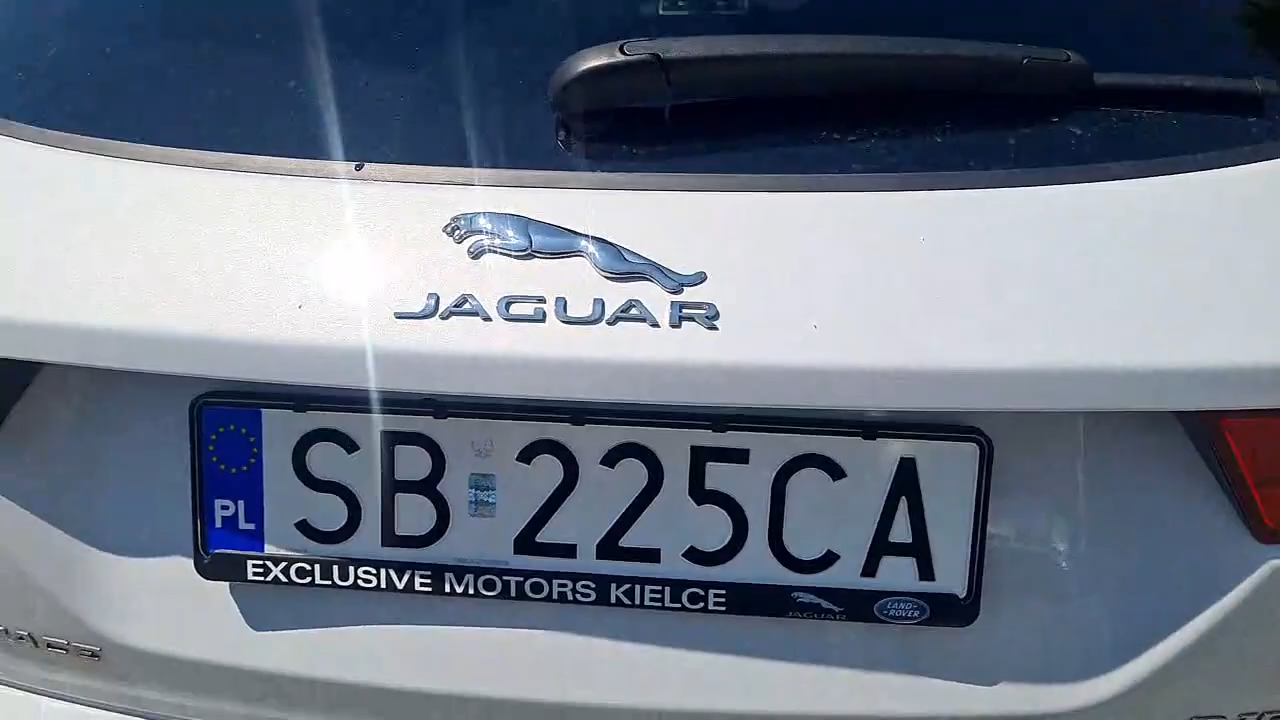 JAGUAR
PL SB 225CA
EXCLUSIVE MOTORS KIELCE
JAGUAR
LAND-
-ROVER